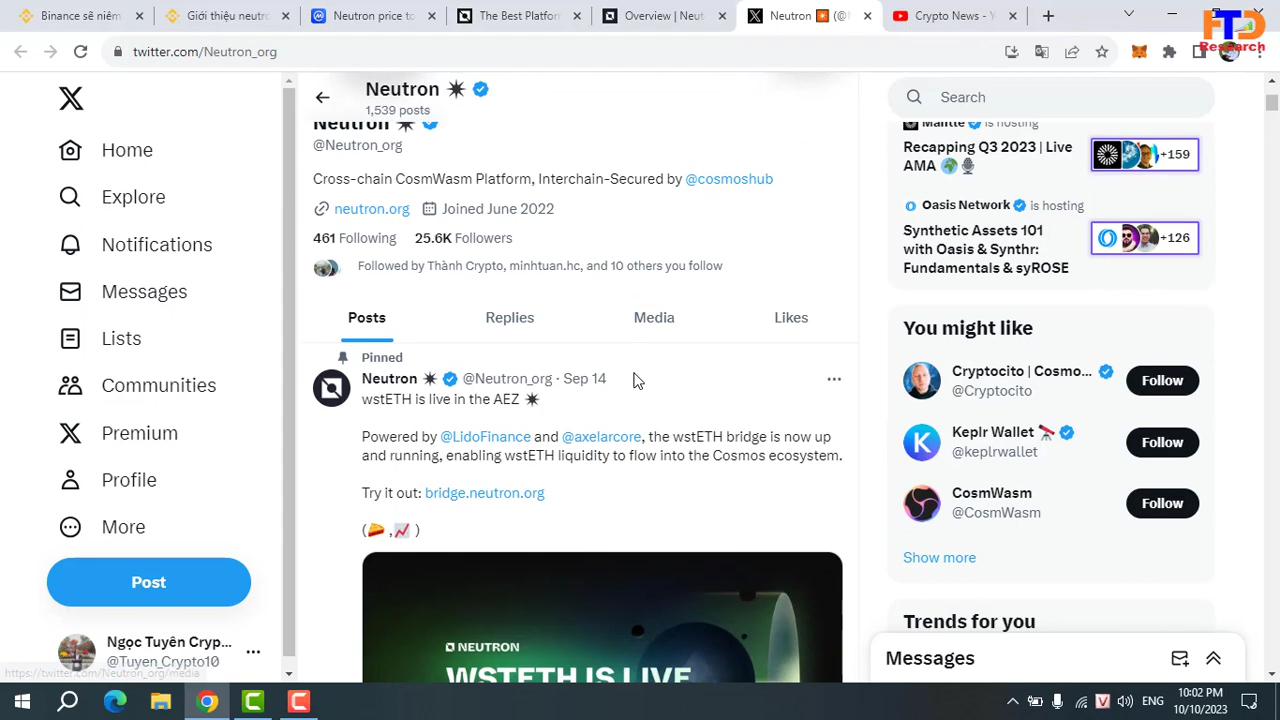 Binance sẽ niêm
Giới thiệu neutro
Neutron price to
The Best Platfor
Overview | Neut
Neutron
Crypto News - Y
twitter.com/Neutron_org
FTD
Research
Neutron
1,539 posts
Search
Home
Explore
Notifications
Messages
Lists
Communities
Premium
Profile
More
Post
Ngọc Tuyên Cryp...
@Tuyen_Crypto10
https://twitter.com/Neutron_org/media
Neutron
@Neutron_org
Cross-chain CosmWasm Platform, Interchain-Secured by @cosmoshub
neutron.org Joined June 2022
461 Following 25.6K Followers
Followed by Thành Crypto, minhtuan.hc, and 10 others you follow
Posts Replies Media Likes
Pinned
Neutron @Neutron_org · Sep 14
wstETH is live in the AEZ
Powered by @LidoFinance and @axelarcore, the wstETH bridge is now up
and running, enabling wstETH liquidity to flow into the Cosmos ecosystem.
Try it out: bridge.neutron.org
NEUTRON
WSTETH IS LIVE
Mantle is hosting
Recapping Q3 2023 | Live
AMA
+159
Oasis Network is hosting
Synthetic Assets 101
with Oasis & Synthr:
Fundamentals & syROSE
+126
You might like
Cryptocito | Cosmo...
@Cryptocito
Follow
Keplr Wallet
@keplrwallet
Follow
CosmWasm
@CosmWasm
Follow
Show more
Trends for you
Messages
ENG
10:02 PM
10/10/2023